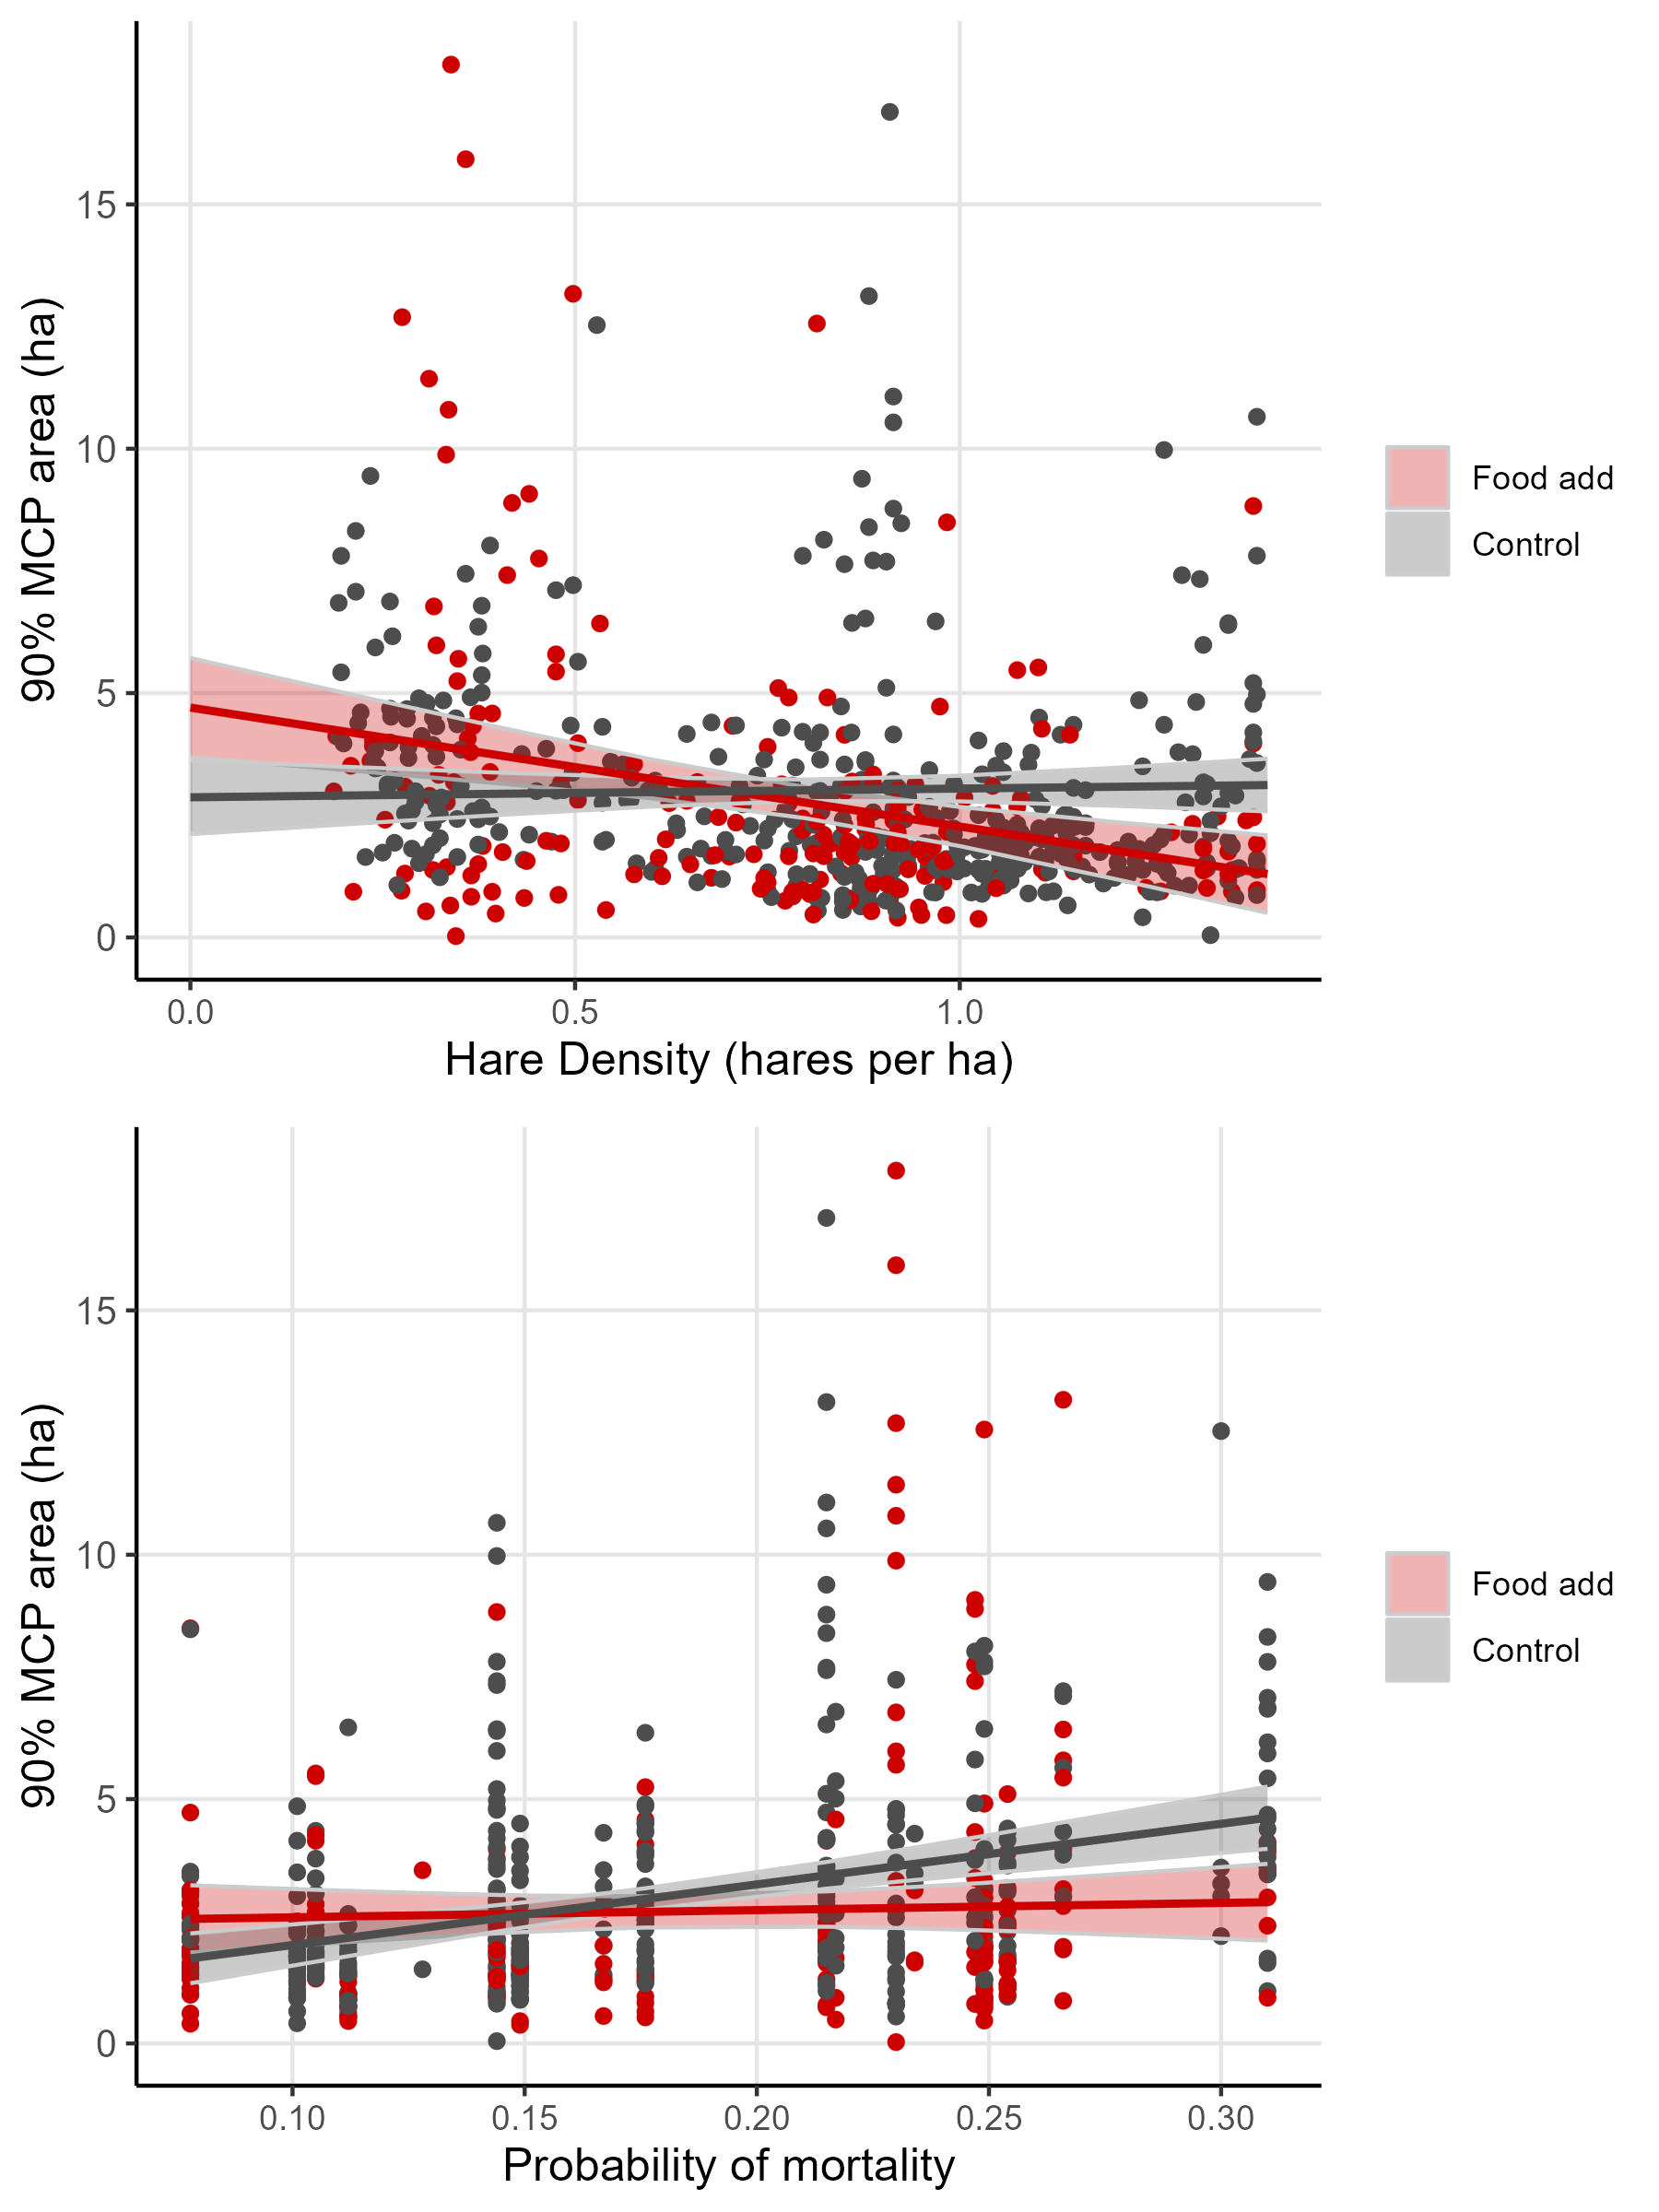 90% MCP area (ha)
15
10
5
0
0.0 0.5 1.0
Hare Density (hares per ha)
Food add
Control
90% MCP area (ha)
15
10
5
0
0.10 0.15 0.20 0.25 0.30
Probability of mortality
Food add
Control